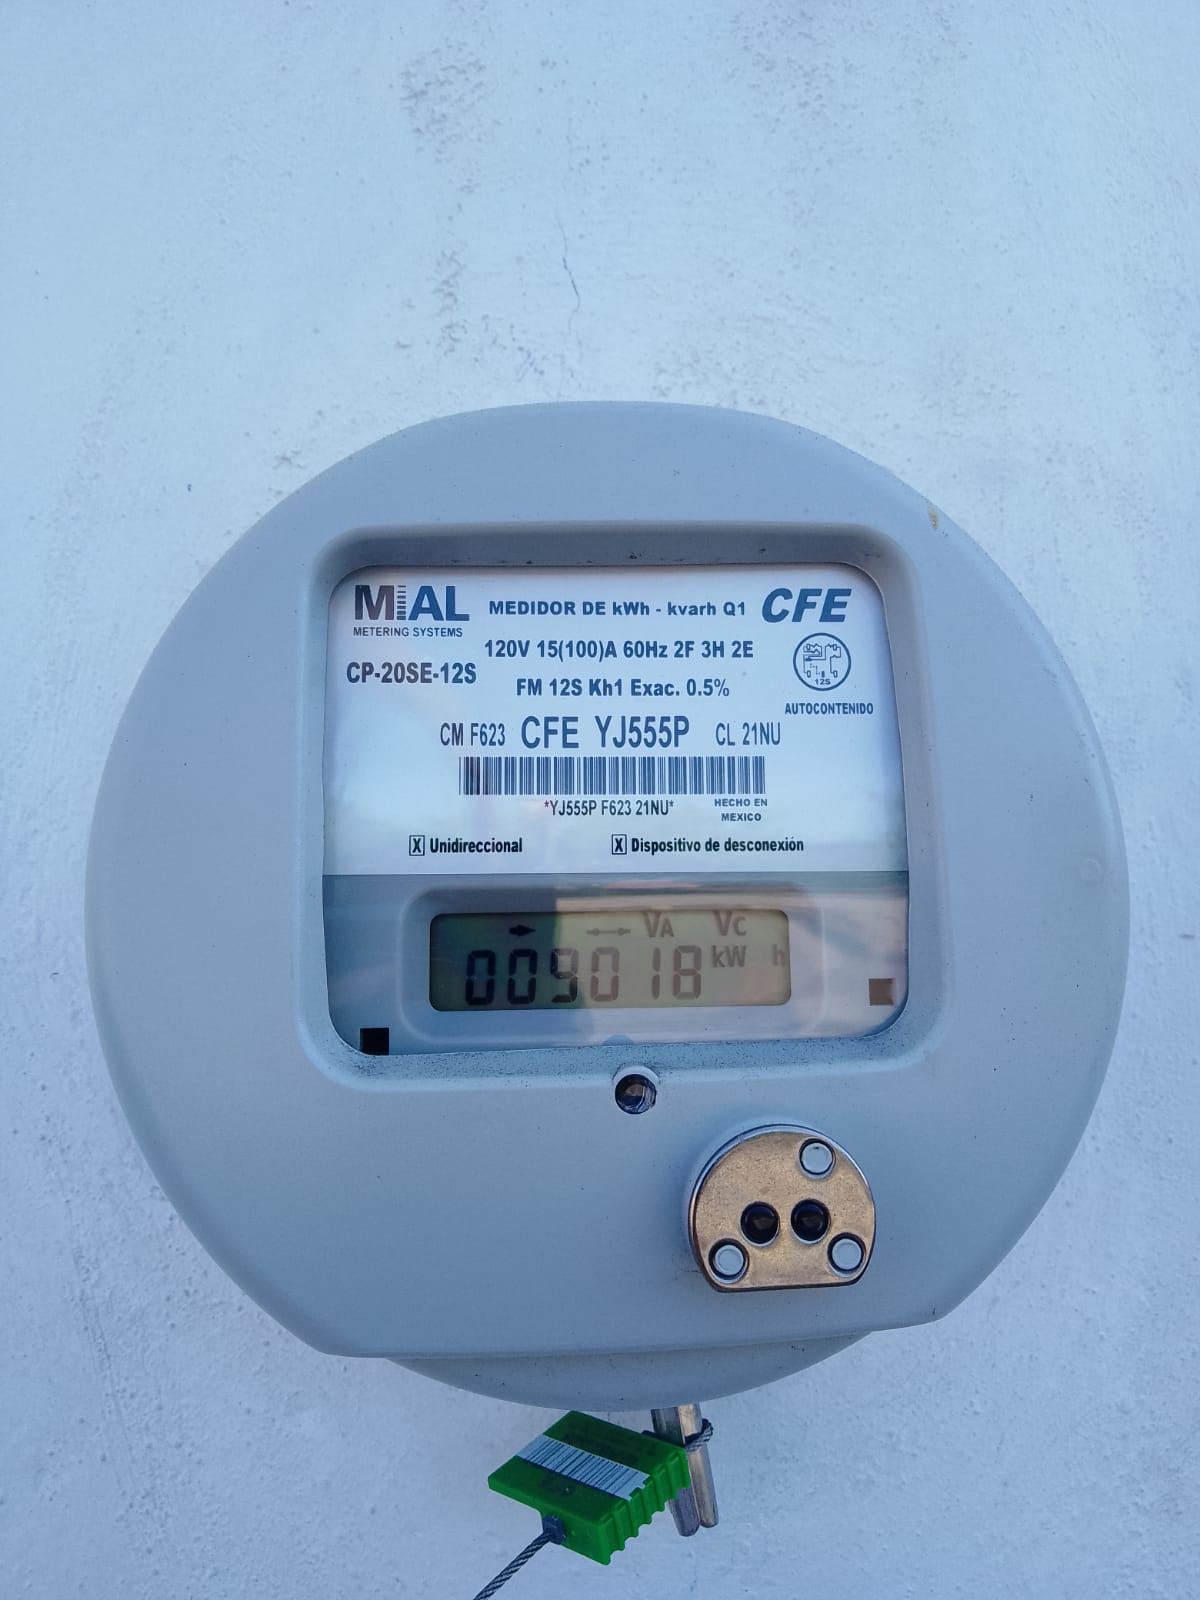 MIAL
METERING SYSTEMS
MEDIDOR DE kWh - kvarh Q1
CFE
120V 15(100)A 60Hz 2F 3H 2E
CP-20SE-12S
FM 12S Kh1 Exac. 0.5%
12S
AUTOCONTENIDO
CM F623 CFE YJ555P CL 21NU
*YJ555P F623 21NU*
HECHO EN
MEXICO
X Unidireccional
X Dispositivo de desconexión
VA VC
009018 kW h